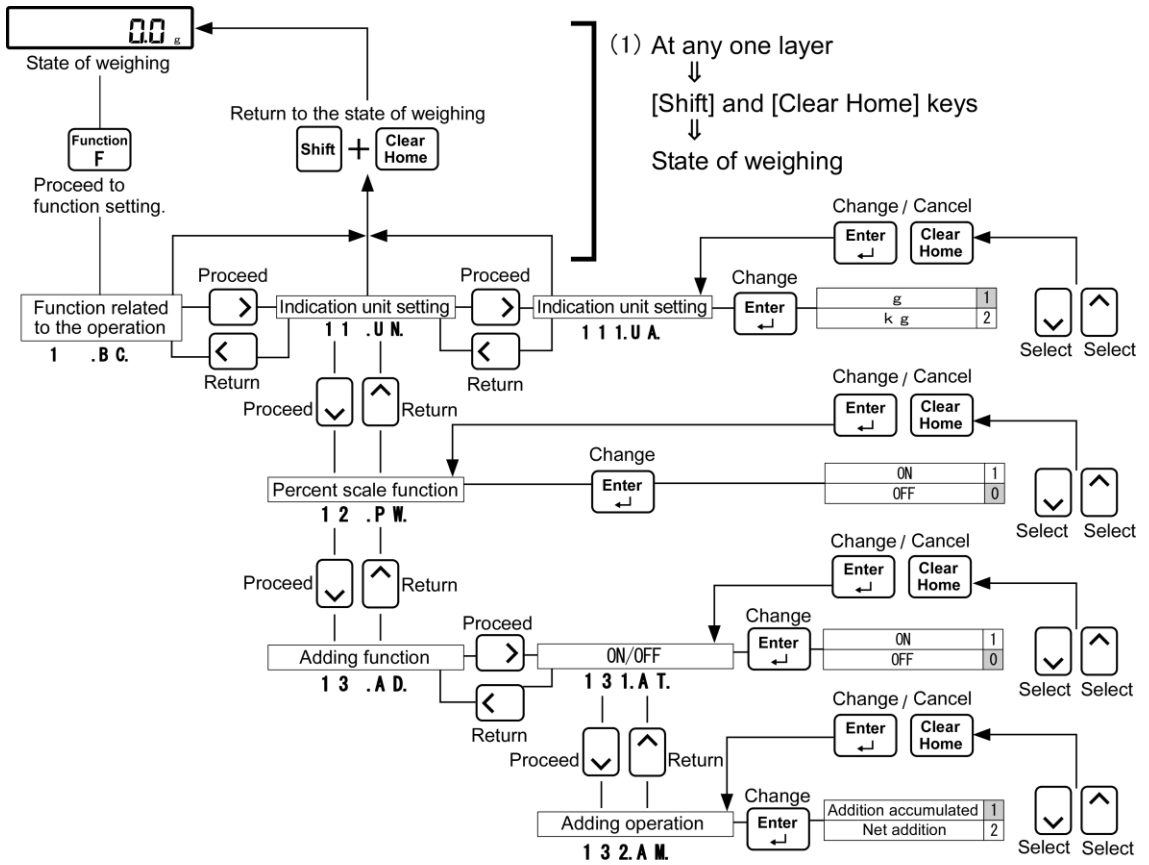 0.0 g
State of weighing
Function
F
Proceed to
function setting.
Return to the state of weighing
Shift + Clear
Home
(1) At any one layer
⇓
[Shift] and [Clear Home] keys
⇓
State of weighing
Function related
to the operation
1 .B C.
Proceed
>
<
Return
Indication unit setting
1 1 .U N.
Proceed
>
<
Return
Indication unit setting
1 1 1.U A.
Change
Enter
Change / Cancel
Enter
Clear
Home
g 1
k g 2
Select Select
Proceed Return
Percent scale function
1 2 .P W.
Change
Enter
Change / Cancel
Enter
Clear
Home
ON 1
OFF 0
Select Select
Proceed Return
Adding function
1 3 .A D.
Proceed
>
<
Return
ON/OFF
1 3 1.A T.
Change
Enter
Change / Cancel
Enter
Clear
Home
ON 1
OFF 0
Select Select
Proceed Return
Adding operation
1 3 2.A M.
Change
Enter
Change / Cancel
Enter
Clear
Home
Addition accumulated 1
Net addition 2
Select Select